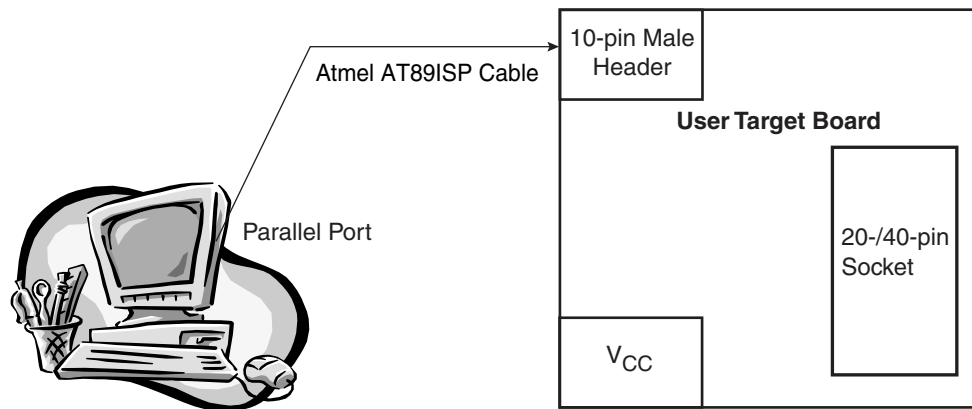 10-pin Male
Header
Atmel AT89ISP Cable
User Target Board
Parallel Port
20-/40-pin
Socket
VCC